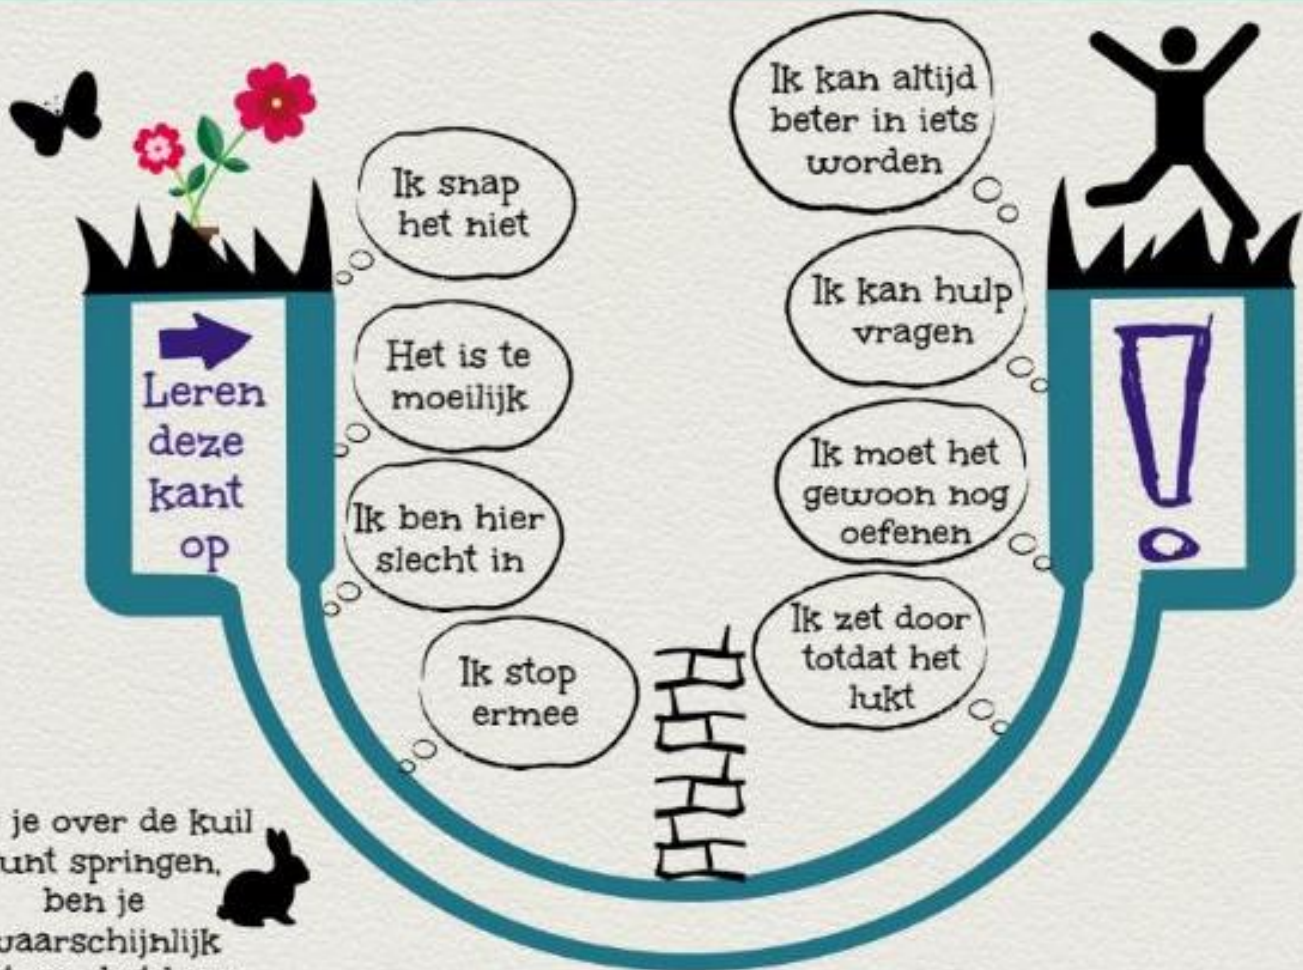 Ik snap
het niet
Het is te
moeilijk
Ik ben hier
slecht in
Ik stop
ermee
Leren
deze
kant
op
Ik kan altijd
beter in iets
worden
Ik kan hulp
vragen
Ik moet het
gewoon nog
oefenen
Ik zet door
totdat het
lukt
!
je over de kuil
unt springen,
ben je
waarschijnlijk